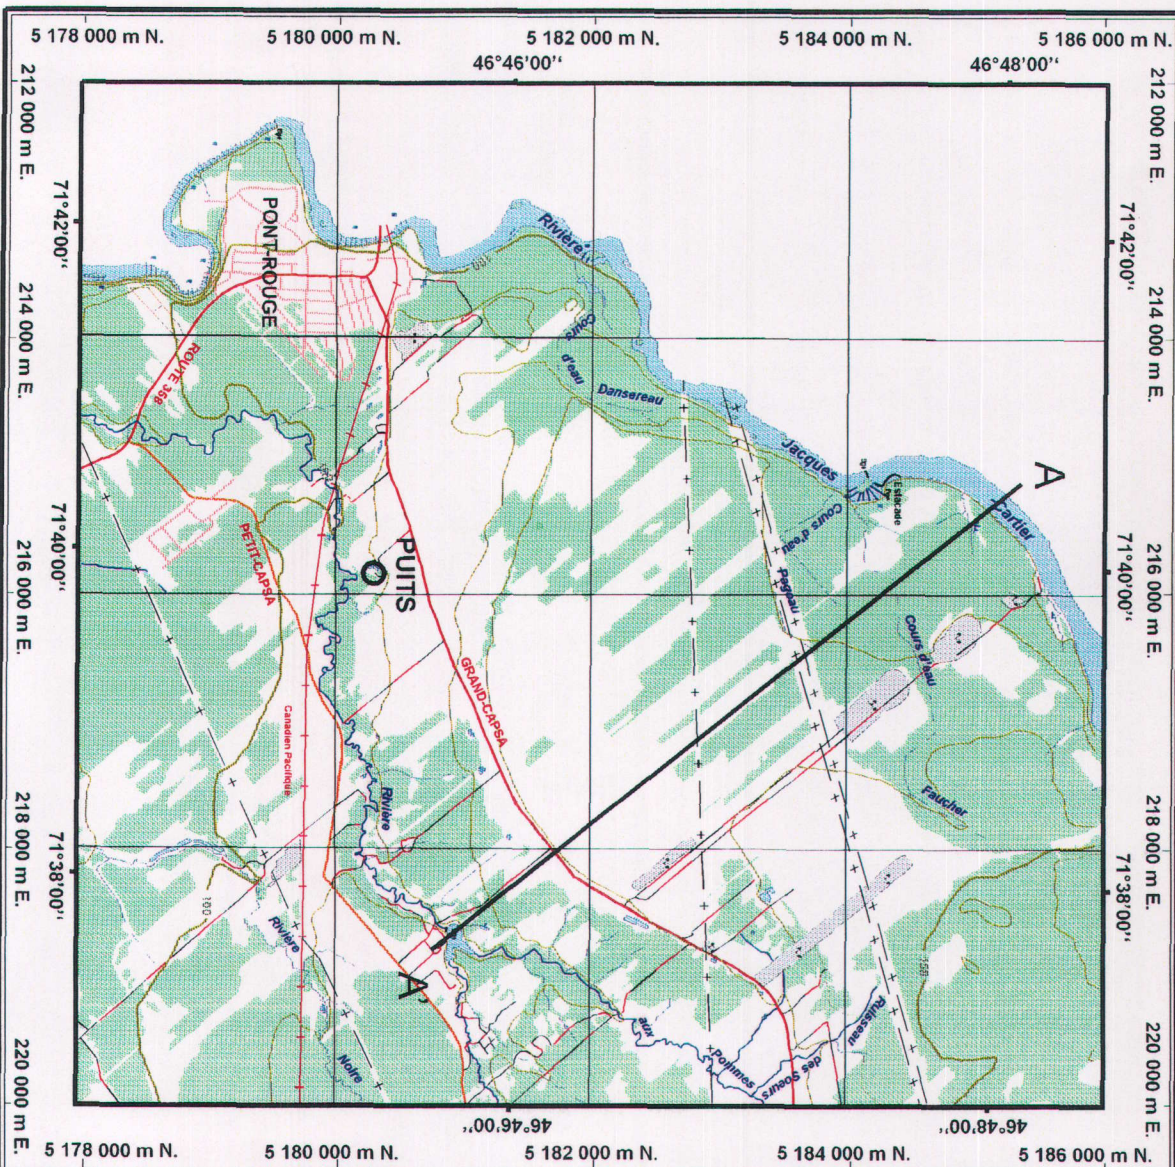 5 178 000 m N.
5 180 000 m N.
5 182 000 m N.
5 184 000 m N.
5 186 000 m N.
46°46'00''
46°48'00''
212 000 m E.
212 000 m E.
71°42'00''
71°42'00''
214 000 m E.
214 000 m E.
71°40'00''
71°40'00''
216 000 m E.
216 000 m E.
71°38'00''
71°38'00''
218 000 m E.
218 000 m E.
220 000 m E.
220 000 m E.
PONT-ROUGE
Rivière
Jacques
Cartier
100
Cours
d'eau
Dansereau
Estacade
Cours d'eau
Pageau
Cours d'eau
Faucher
A
A'
ROUTE 358
PETIT-CAPSA
PUITS
GRAND-CAPSA
Canadien Pacifique
Rivière
aux
Pommes
Ruisseau
des Soeurs
Rivière
Noire
100
150
46°46'00''
46°48'00''
5 178 000 m N.
5 180 000 m N.
5 182 000 m N.
5 184 000 m N.
5 186 000 m N.